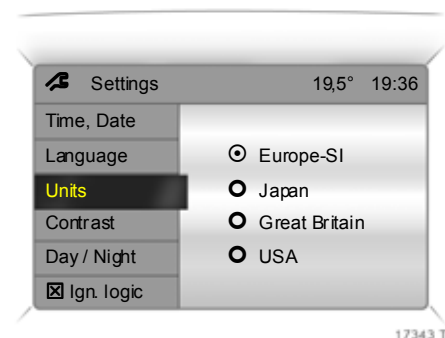 Settings 19,5° 19:36
Time, Date
Language
Units
Contrast
Day / Night
Ign. logic
Europe-SI
Japan
Great Britain
USA
17343 T